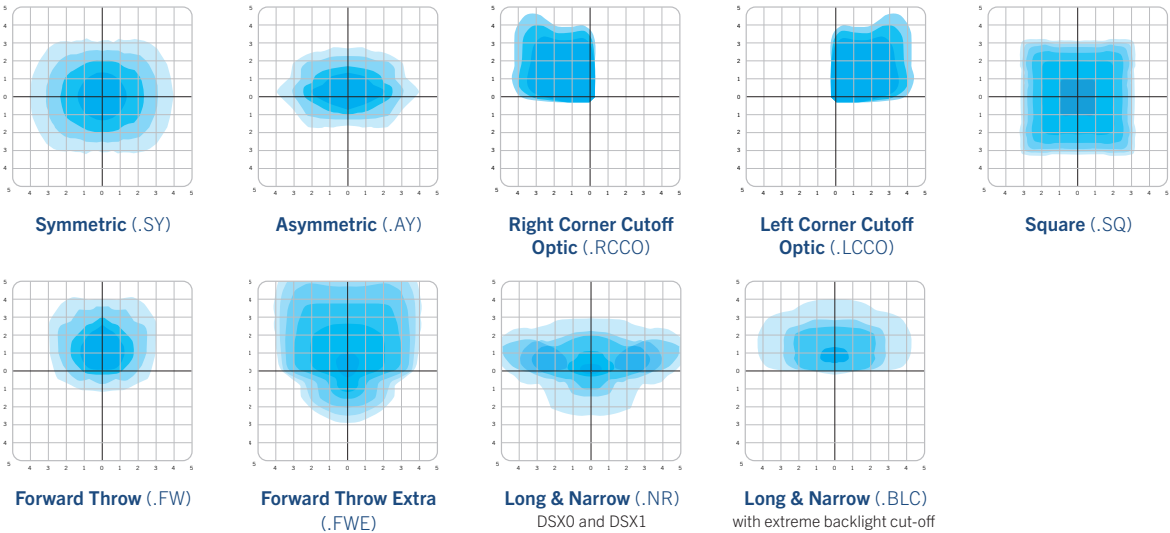 Symmetric (.SY)
Asymmetric (.AY)
Right Corner Cutoff
Optic (.RCCO)
Left Corner Cutoff
Optic (.LCCO)
Square (.SQ)
Forward Throw (.FW)
Forward Throw Extra
(.FWE)
Long & Narrow (.NR)
DSX0 and DSX1
Long & Narrow (.BLC)
with extreme backlight cut-off